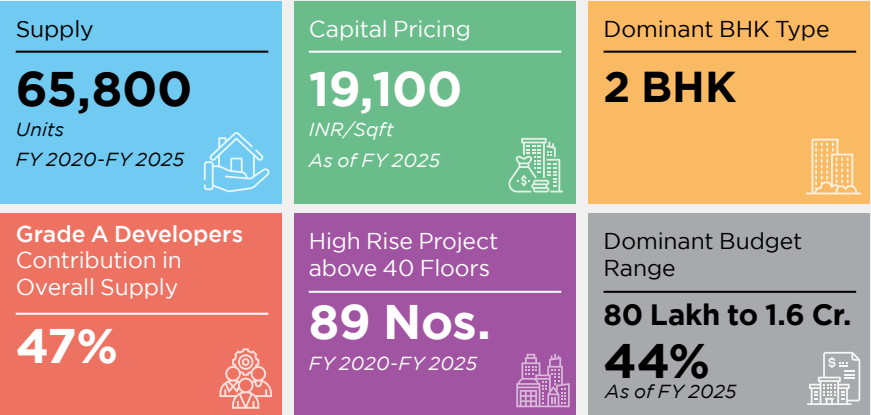 Supply
65,800
Units
FY 2020-FY 2025
Capital Pricing
19,100
INR/Sqft
As of FY 2025
Dominant BHK Type
2 BHK
Grade A Developers
Contribution in
Overall Supply
47%
High Rise Project
above 40 Floors
89 Nos.
FY 2020-FY 2025
Dominant Budget
Range
80 Lakh to 1.6 Cr.
44%
As of FY 2025